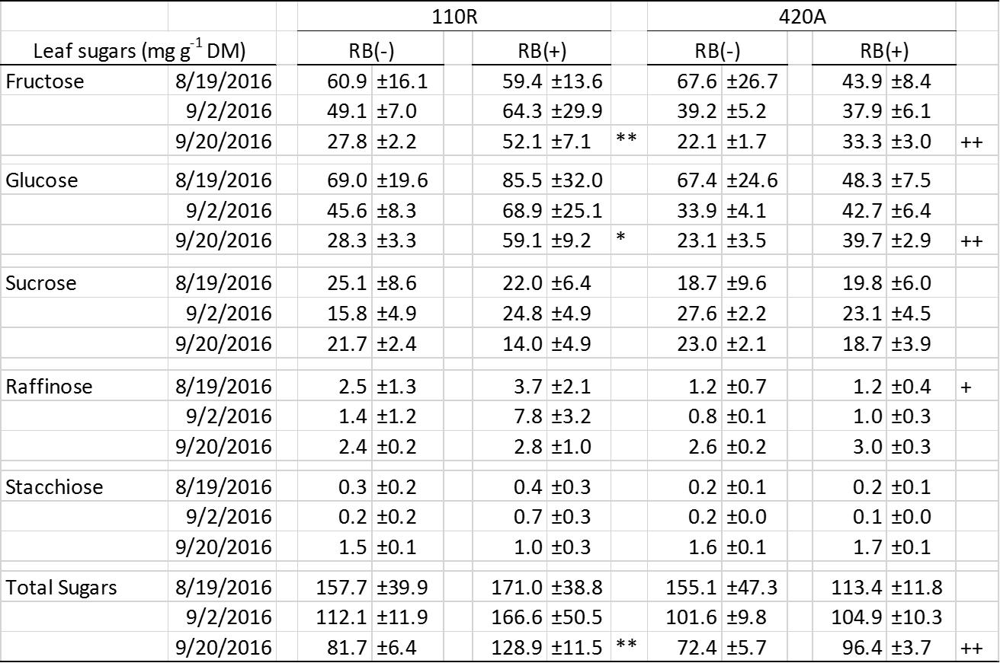 110R 420A
Leaf sugars (mg g-1 DM) RB(-) RB(+) RB(-) RB(+)
Fructose 8/19/2016 60.9 ±16.1 59.4 ±13.6 67.6 ±26.7 43.9 ±8.4
9/2/2016 49.1 ±7.0 64.3 ±29.9 39.2 ±5.2 37.9 ±6.1
9/20/2016 27.8 ±2.2 52.1 ±7.1 ** 22.1 ±1.7 33.3 ±3.0 ++
Glucose 8/19/2016 69.0 ±19.6 85.5 ±32.0 67.4 ±24.6 48.3 ±7.5
9/2/2016 45.6 ±8.3 68.9 ±25.1 33.9 ±4.1 42.7 ±6.4
9/20/2016 28.3 ±3.3 59.1 ±9.2 * 23.1 ±3.5 39.7 ±2.9 ++
Sucrose 8/19/2016 25.1 ±8.6 22.0 ±6.4 18.7 ±9.6 19.8 ±6.0
9/2/2016 15.8 ±4.9 24.8 ±4.9 27.6 ±2.2 23.1 ±4.5
9/20/2016 21.7 ±2.4 14.0 ±4.9 23.0 ±2.1 18.7 ±3.9
Raffinose 8/19/2016 2.5 ±1.3 3.7 ±2.1 1.2 ±0.7 1.2 ±0.4 +
9/2/2016 1.4 ±1.2 7.8 ±3.2 0.8 ±0.1 1.0 ±0.3
9/20/2016 2.4 ±0.2 2.8 ±1.0 2.6 ±0.2 3.0 ±0.3
Stacchiose 8/19/2016 0.3 ±0.2 0.4 ±0.3 0.2 ±0.1 0.2 ±0.1
9/2/2016 0.2 ±0.2 0.7 ±0.3 0.2 ±0.0 0.1 ±0.0
9/20/2016 1.5 ±0.1 1.0 ±0.3 1.6 ±0.1 1.7 ±0.1
Total Sugars 8/19/2016 157.7 ±39.9 171.0 ±38.8 155.1 ±47.3 113.4 ±11.8
9/2/2016 112.1 ±11.9 166.6 ±50.5 101.6 ±9.8 104.9 ±10.3
9/20/2016 81.7 ±6.4 128.9 ±11.5 ** 72.4 ±5.7 96.4 ±3.7 ++